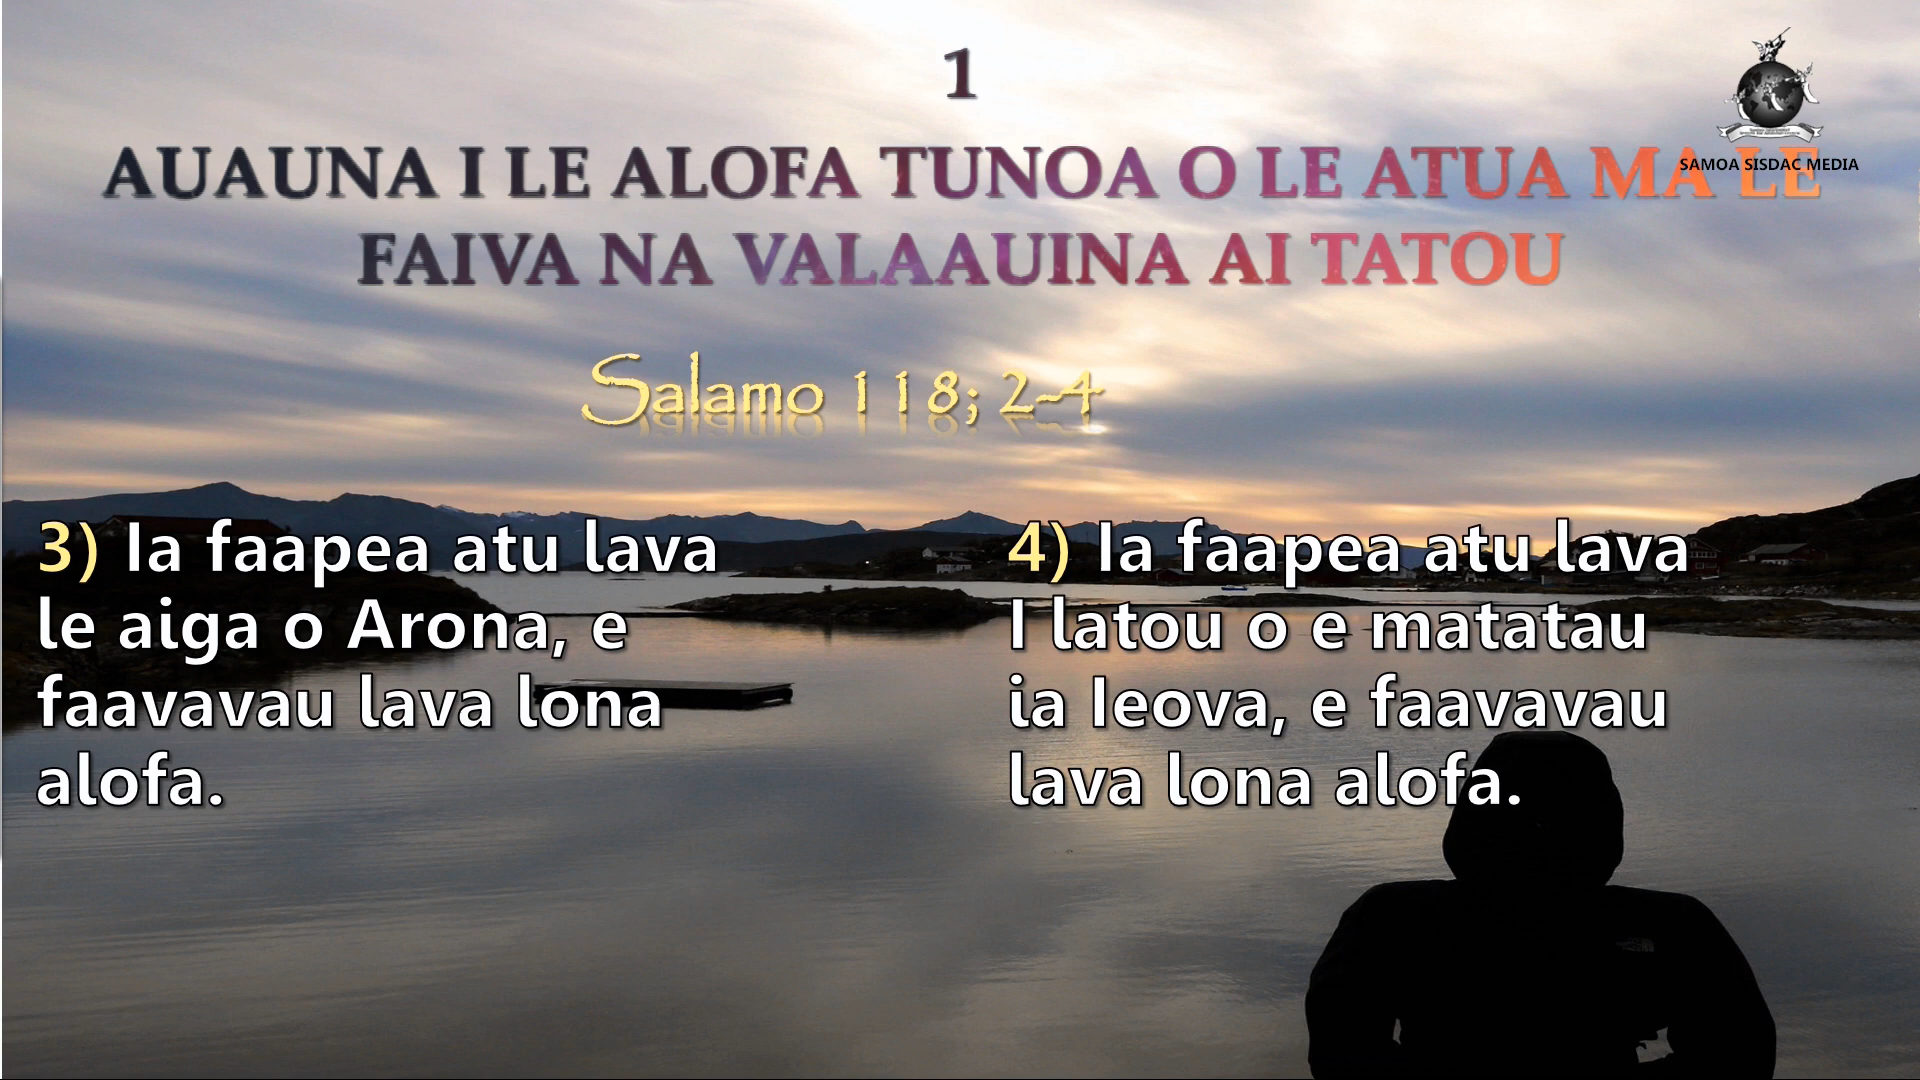 1
AUAUNA I LE ALOFA TUNOA O LE ATUA MA LE
FAIVA NA VALAAUINA AI TATOU
SAMOA SISDAC MEDIA
Salamo 118; 2-4
3) Ia faapea atu lava
le aiga o Arona, e
faavavau lava lona
alofa.
4) Ia faapea atu lava
I latou o e matatau
ia Ieova, e faavavau
lava lona alofa.